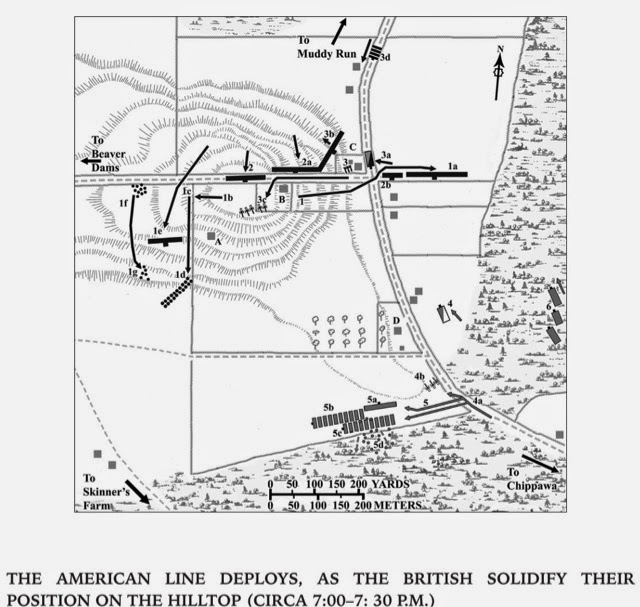 To
Muddy Run
3d
N
To
Beaver
Dams
3b
C
2
2a
3
3a
1a
2b
1c
1b
1f
3c
B
1
1e
A
1g
1d
4
6
D
4b
5a
5
4a
5b
5c
5d
To
Skinner's
Farm
0 50 100 150 200 YARDS
0 50 100 150 200 METERS
To
Chippawa
THE AMERICAN LINE DEPLOYS, AS THE BRITISH SOLIDIFY THEIR
POSITION ON THE HILLTOP (CIRCA 7:00–7: 30 P.M.)